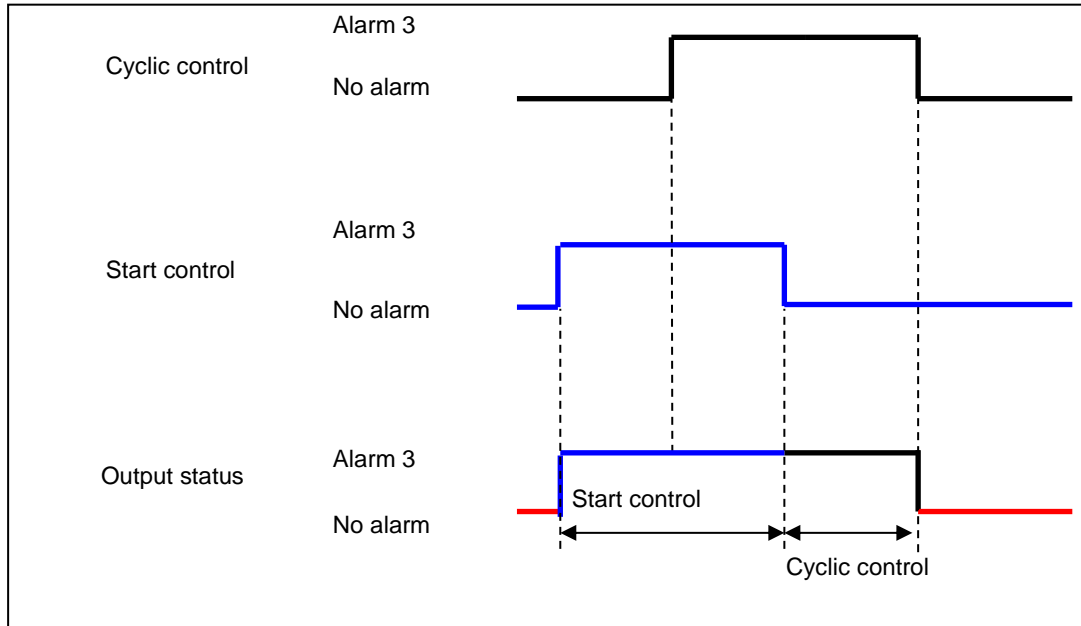 Alarm 3
Cyclic control
No alarm
Alarm 3
Start control
No alarm
Alarm 3
Output status
Start control
No alarm
Cyclic control